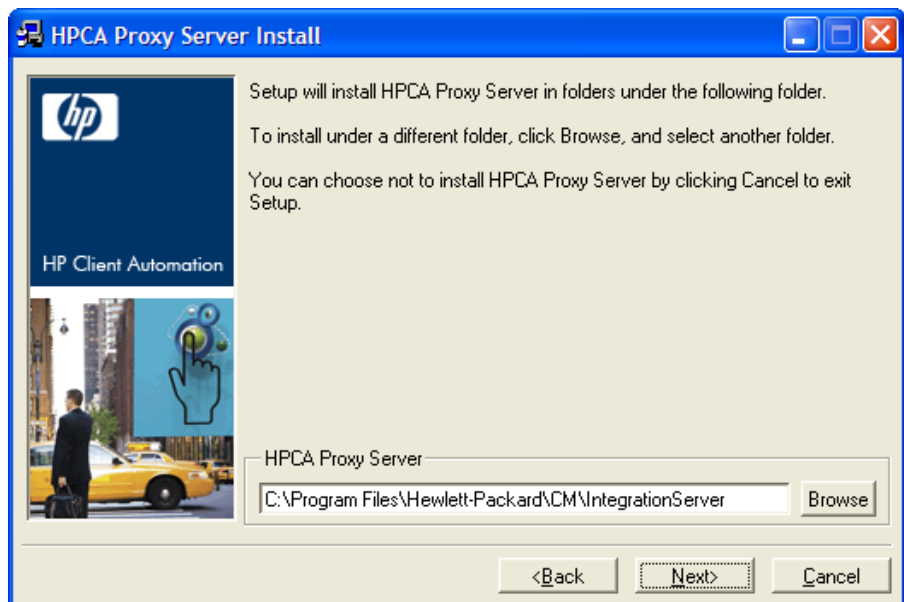 HPCA Proxy Server Install
hp
Setup will install HPCA Proxy Server in folders under the following folder.
To install under a different folder, click Browse, and select another folder.
You can choose not to install HPCA Proxy Server by clicking Cancel to exit
Setup.
HP Client Automation
HPCA Proxy Server
C:\Program Files\Hewlett-Packard\CM\IntegrationServer
Browse
<Back
Next>
Cancel